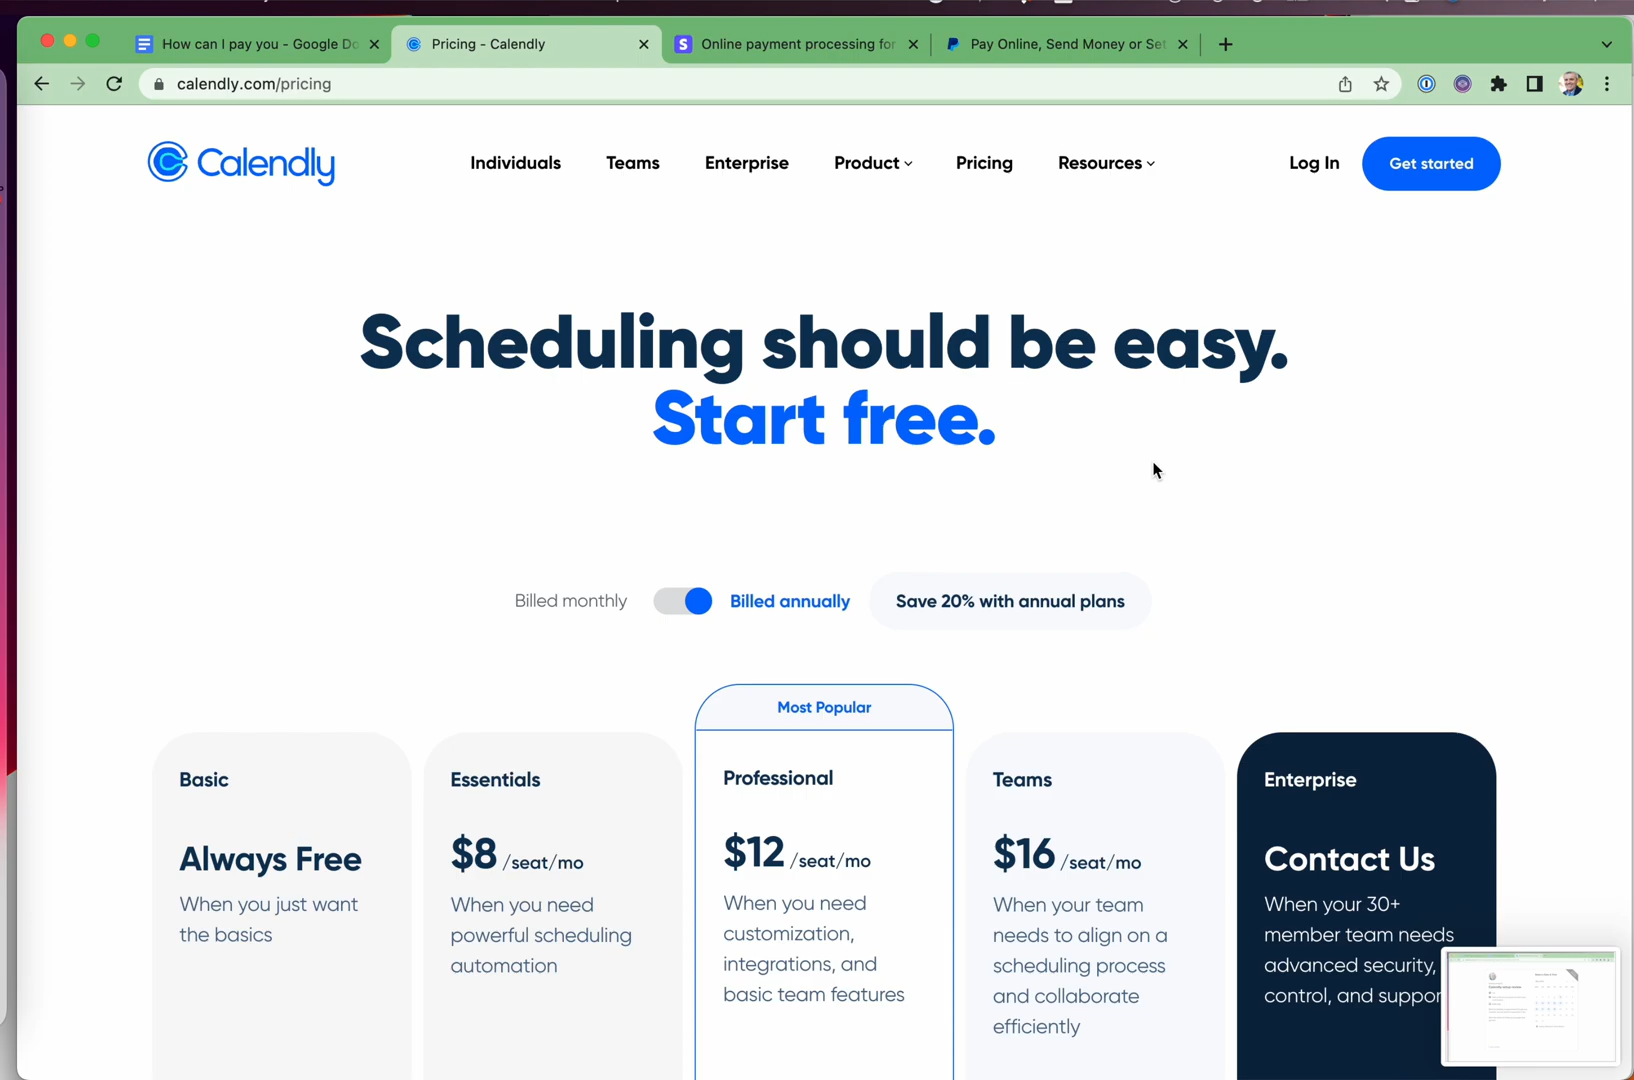 How can I pay you - Google Do
Pricing - Calendly
Online payment processing for
Pay Online, Send Money or Set
calendly.com/pricing
Calendly
Individuals
Teams
Enterprise
Product
Pricing
Resources
Log In
Get started
Scheduling should be easy.
Start free.
Billed monthly
Billed annually
Save 20% with annual plans
Most Popular
Basic
Always Free
When you just want
the basics
Essentials
$8 /seat/mo
When you need
powerful scheduling
automation
Professional
$12 /seat/mo
When you need
customization,
integrations, and
basic team features
Teams
$16 /seat/mo
When your team
needs to align on a
scheduling process
and collaborate
efficiently
Enterprise
Contact Us
When your 30+
member team needs
advanced security,
control, and suppor